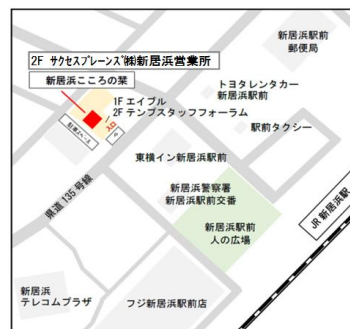 新居浜駅前
郵便局
2F サクセスブレーンズ㈱新居浜営業所
新居浜こころの栞
トヨタレンタカー
新居浜駅前
1F エイブル
2F テンプスタッフフォーラム
駅前タクシー
入口
東横イン新居浜駅前
県道135号線
新居浜警察署
新居浜駅前交番
新居浜駅前
人の広場
JR 新居浜駅
新居浜
テレコムプラザ
フジ新居浜駅前店